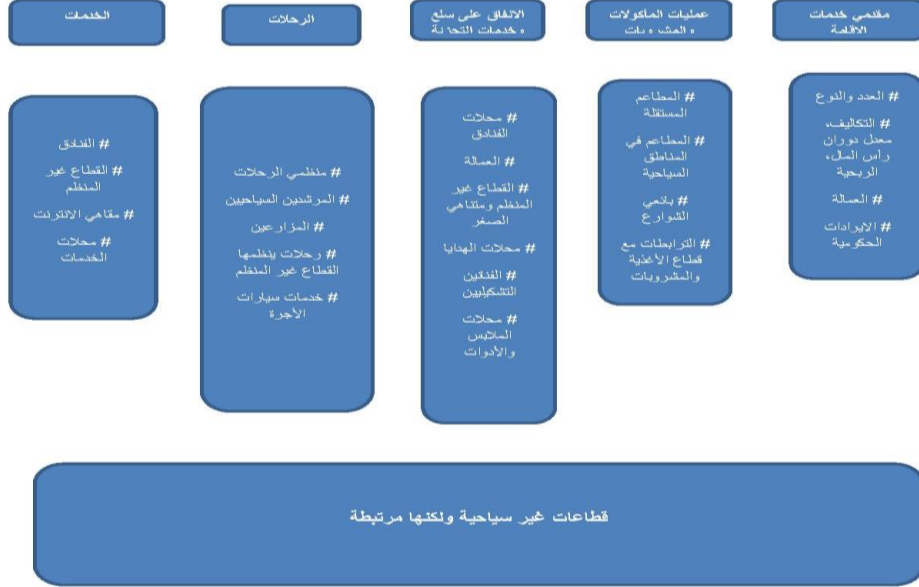 مقدمي خدمات
الاقامة
عمليات المأكولات
والمشروبات
الانفاق على سلع
وخدمات التجزئة
الرحلات
الخدمات
# العدد والنوع
# التكاليف،
معدل دوران
رأس المال،
الربحية
# العمالة
# الايرادات
الحكومية
# المطاعم
المستقلة
# المطاعم في
المناطق
السياحية
# بائعي
الشوارع
# الترابطات مع
قطاع الأغذية
والمشروبات
# محلات
الفنادق
# العمالة
# القطاع غير
المنظم ومتناهي
الصغر
# محلات الهدايا
# الفنانين
التشكيليين
# محلات
الملابس
والأدوات
# منظمي الرحلات
# المرشدين السياحيين
# المزارعين
# رحلات ينظمها
القطاع غير المنظم
# خدمات سيارات
الأجرة
# الفنادق
# القطاع غير
المنظم
# مقاهي الانترنت
# محلات
الخدمات
قطاعات غير سياحية ولكنها مرتبطة